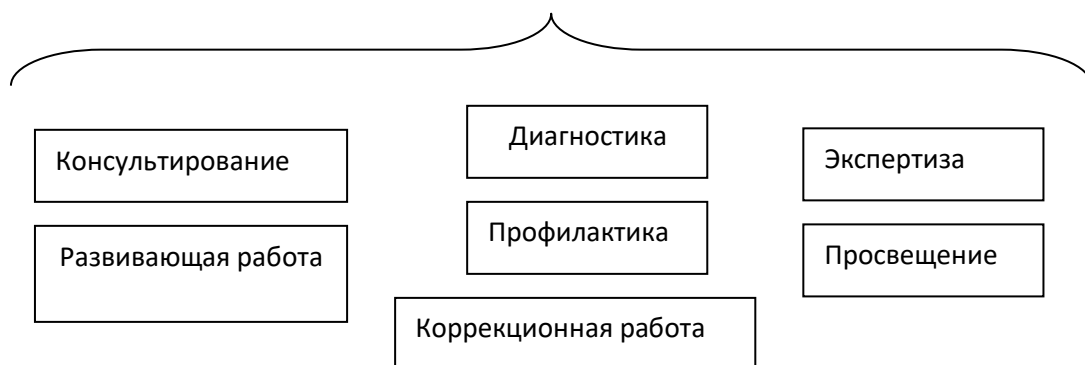 Диагностика
Консультирование
Экспертиза
Профилактика
Развивающая работа
Просвещение
Коррекционная работа